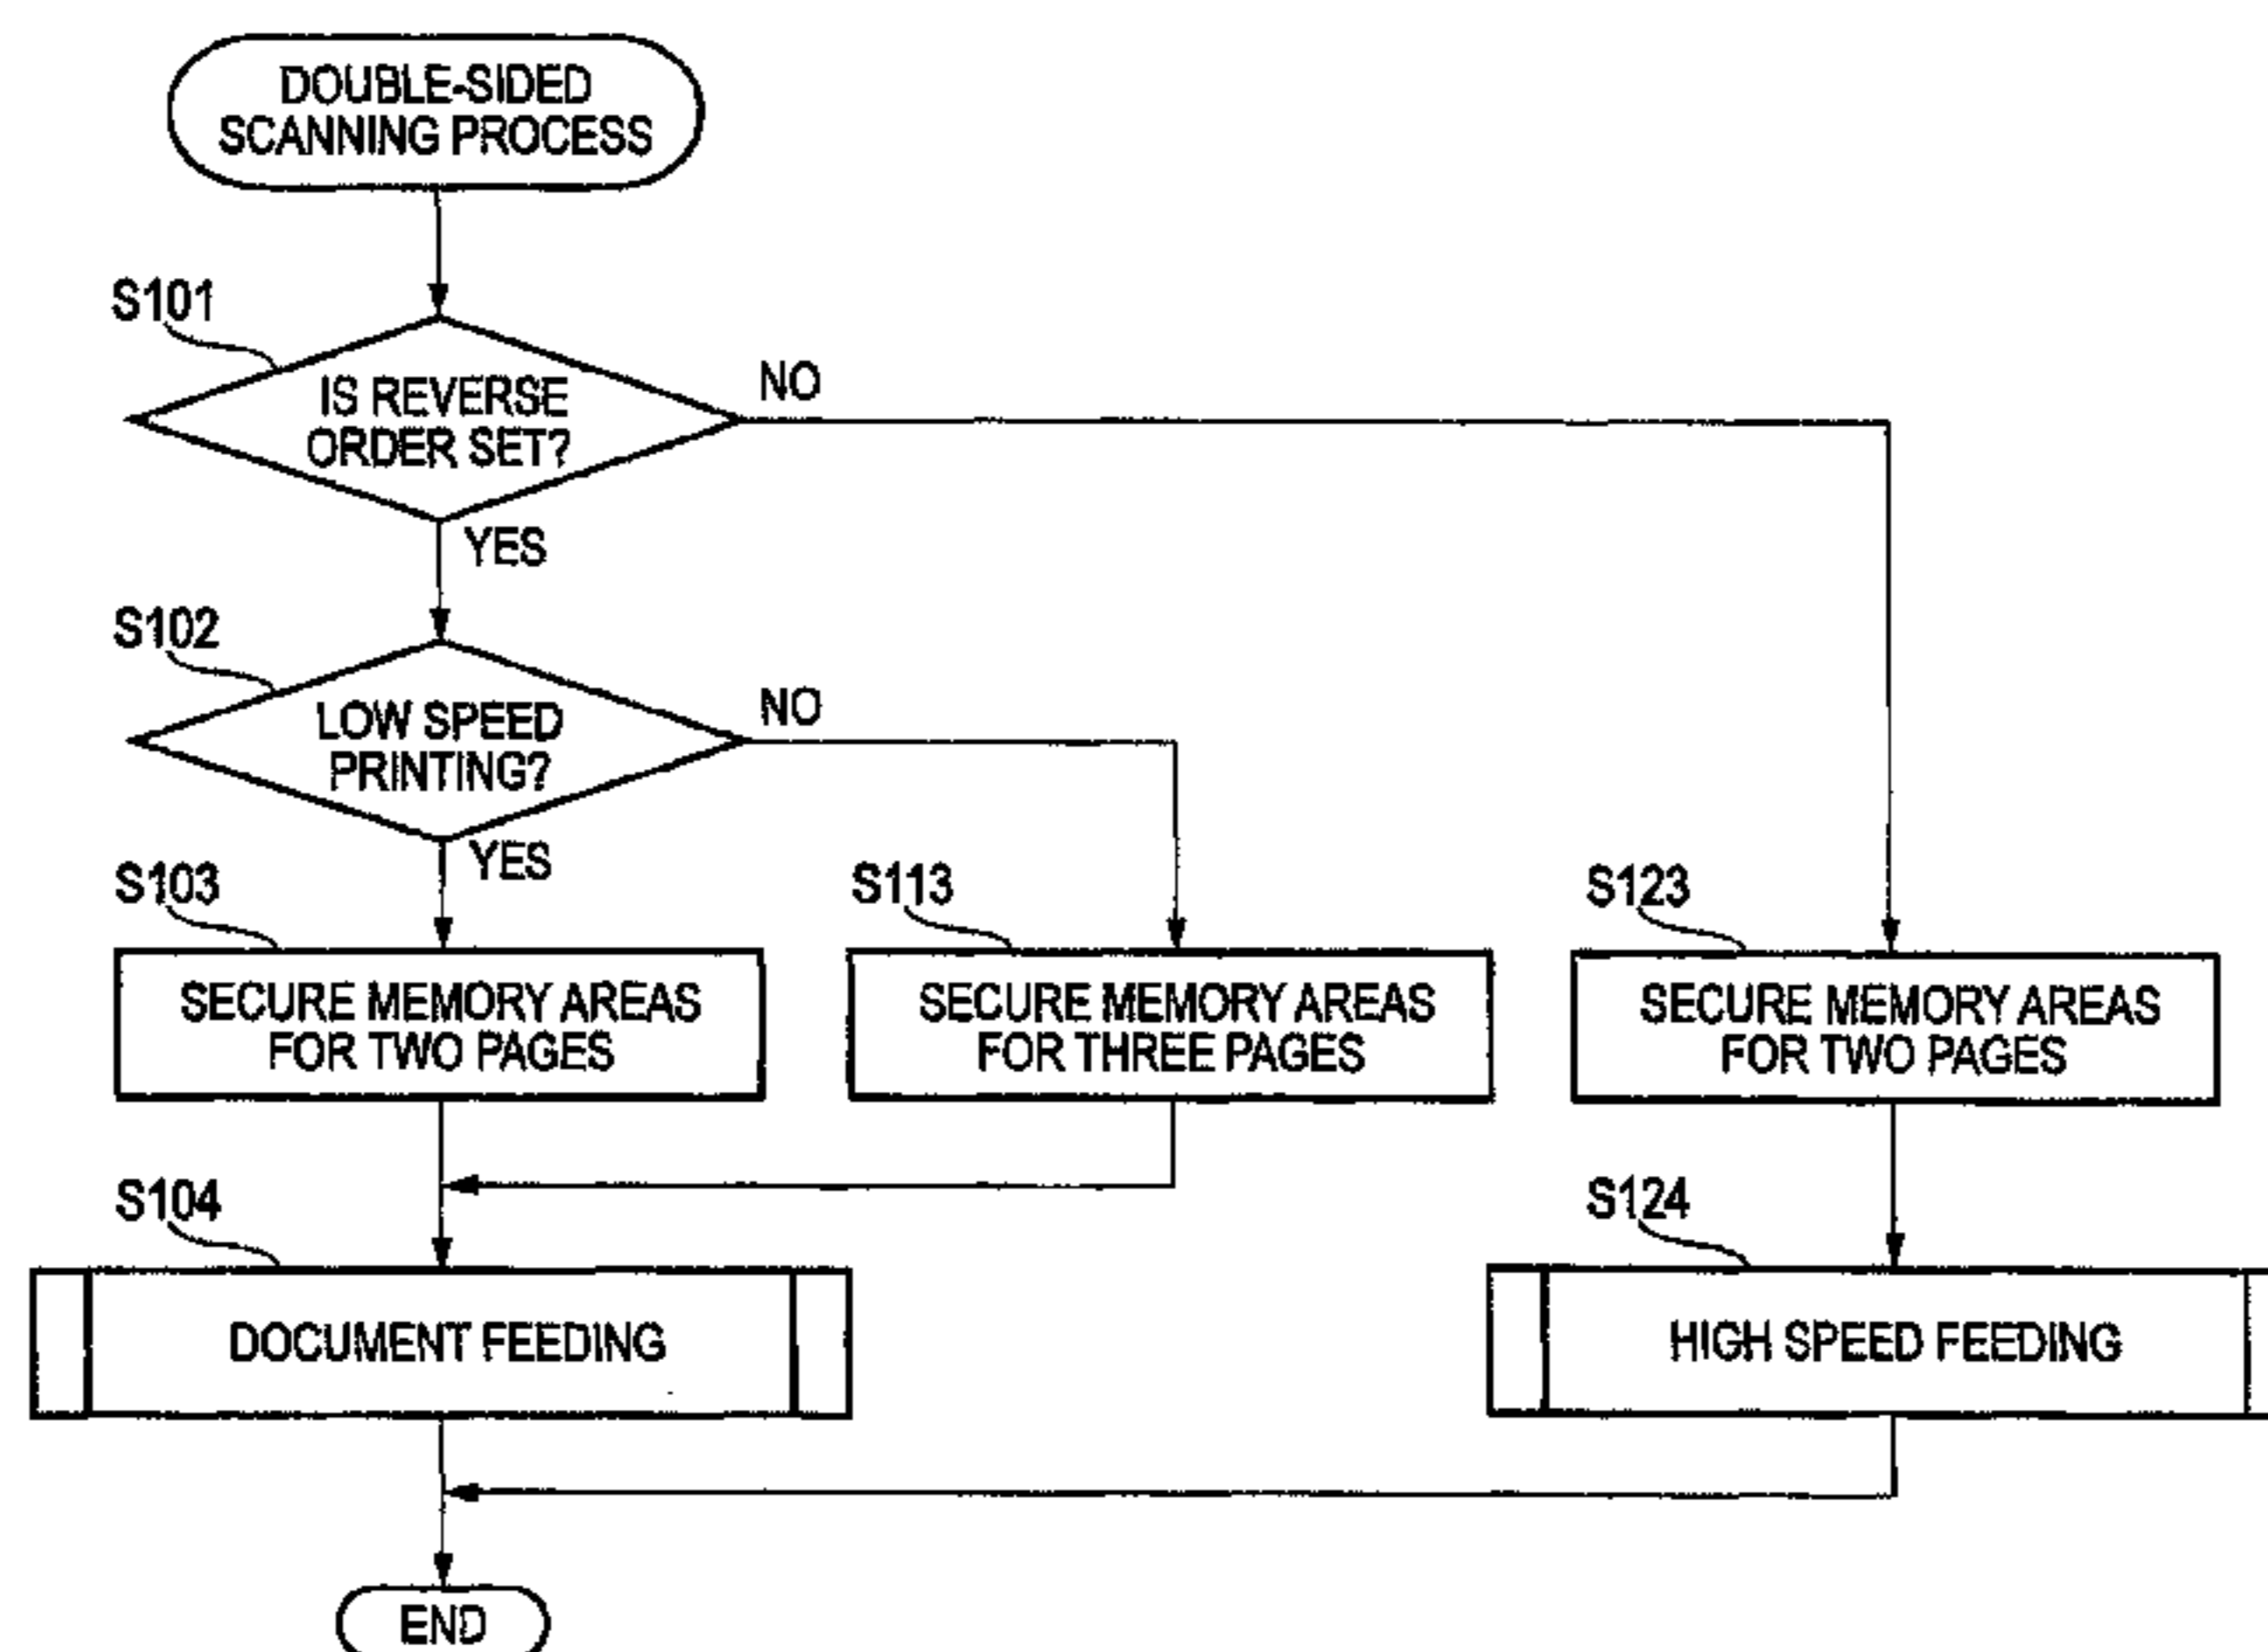 DOUBLE-SIDED
SCANNING PROCESS
S101
IS REVERSE
ORDER SET?
NO
YES
S102
LOW SPEED
PRINTING?
NO
YES
S103
SECURE MEMORY AREAS
FOR TWO PAGES
S113
SECURE MEMORY AREAS
FOR THREE PAGES
S123
SECURE MEMORY AREAS
FOR TWO PAGES
S104
DOCUMENT FEEDING
S124
HIGH SPEED FEEDING
END